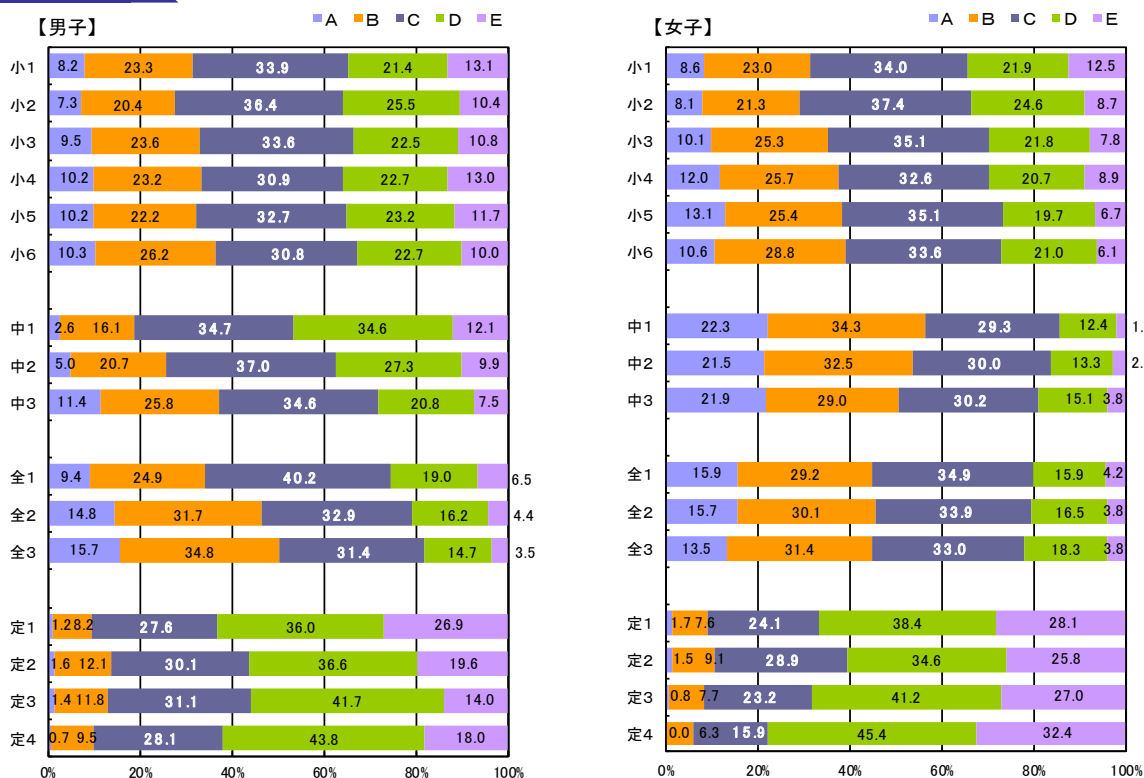 【男子】
A B C D E
小1 8.2 23.3 33.9 21.4 13.1
小2 7.3 20.4 36.4 25.5 10.4
小3 9.5 23.6 33.6 22.5 10.8
小4 10.2 23.2 30.9 22.7 13.0
小5 10.2 22.2 32.7 23.2 11.7
小6 10.3 26.2 30.8 22.7 10.0
中1 2.6 16.1 34.7 34.6 12.1
中2 5.0 20.7 37.0 27.3 9.9
中3 11.4 25.8 34.6 20.8 7.5
全1 9.4 24.9 40.2 19.0 6.5
全2 14.8 31.7 32.9 16.2 4.4
全3 15.7 34.8 31.4 14.7 3.5
定1 1.2 8.2 27.6 36.0 26.9
定2 1.6 12.1 30.1 36.6 19.6
定3 1.4 11.8 31.1 41.7 14.0
定4 0.7 9.5 28.1 43.8 18.0
0% 20% 40% 60% 80% 100%
【女子】
A B C D E
小1 8.6 23.0 34.0 21.9 12.5
小2 8.1 21.3 37.4 24.6 8.7
小3 10.1 25.3 35.1 21.8 7.8
小4 12.0 25.7 32.6 20.7 8.9
小5 13.1 25.4 35.1 19.7 6.7
小6 10.6 28.8 33.6 21.0 6.1
中1 22.3 34.3 29.3 12.4 1.
中2 21.5 32.5 30.0 13.3 2.
中3 21.9 29.0 30.2 15.1 3.8
全1 15.9 29.2 34.9 15.9 4.2
全2 15.7 30.1 33.9 16.5 3.8
全3 13.5 31.4 33.0 18.3 3.8
定1 1.7 7.6 24.1 38.4 28.1
定2 1.5 9.1 28.9 34.6 25.8
定3 0.8 7.7 23.2 41.2 27.0
定4 0.0 6.3 15.9 45.4 32.4
0% 20% 40% 60% 80% 100%